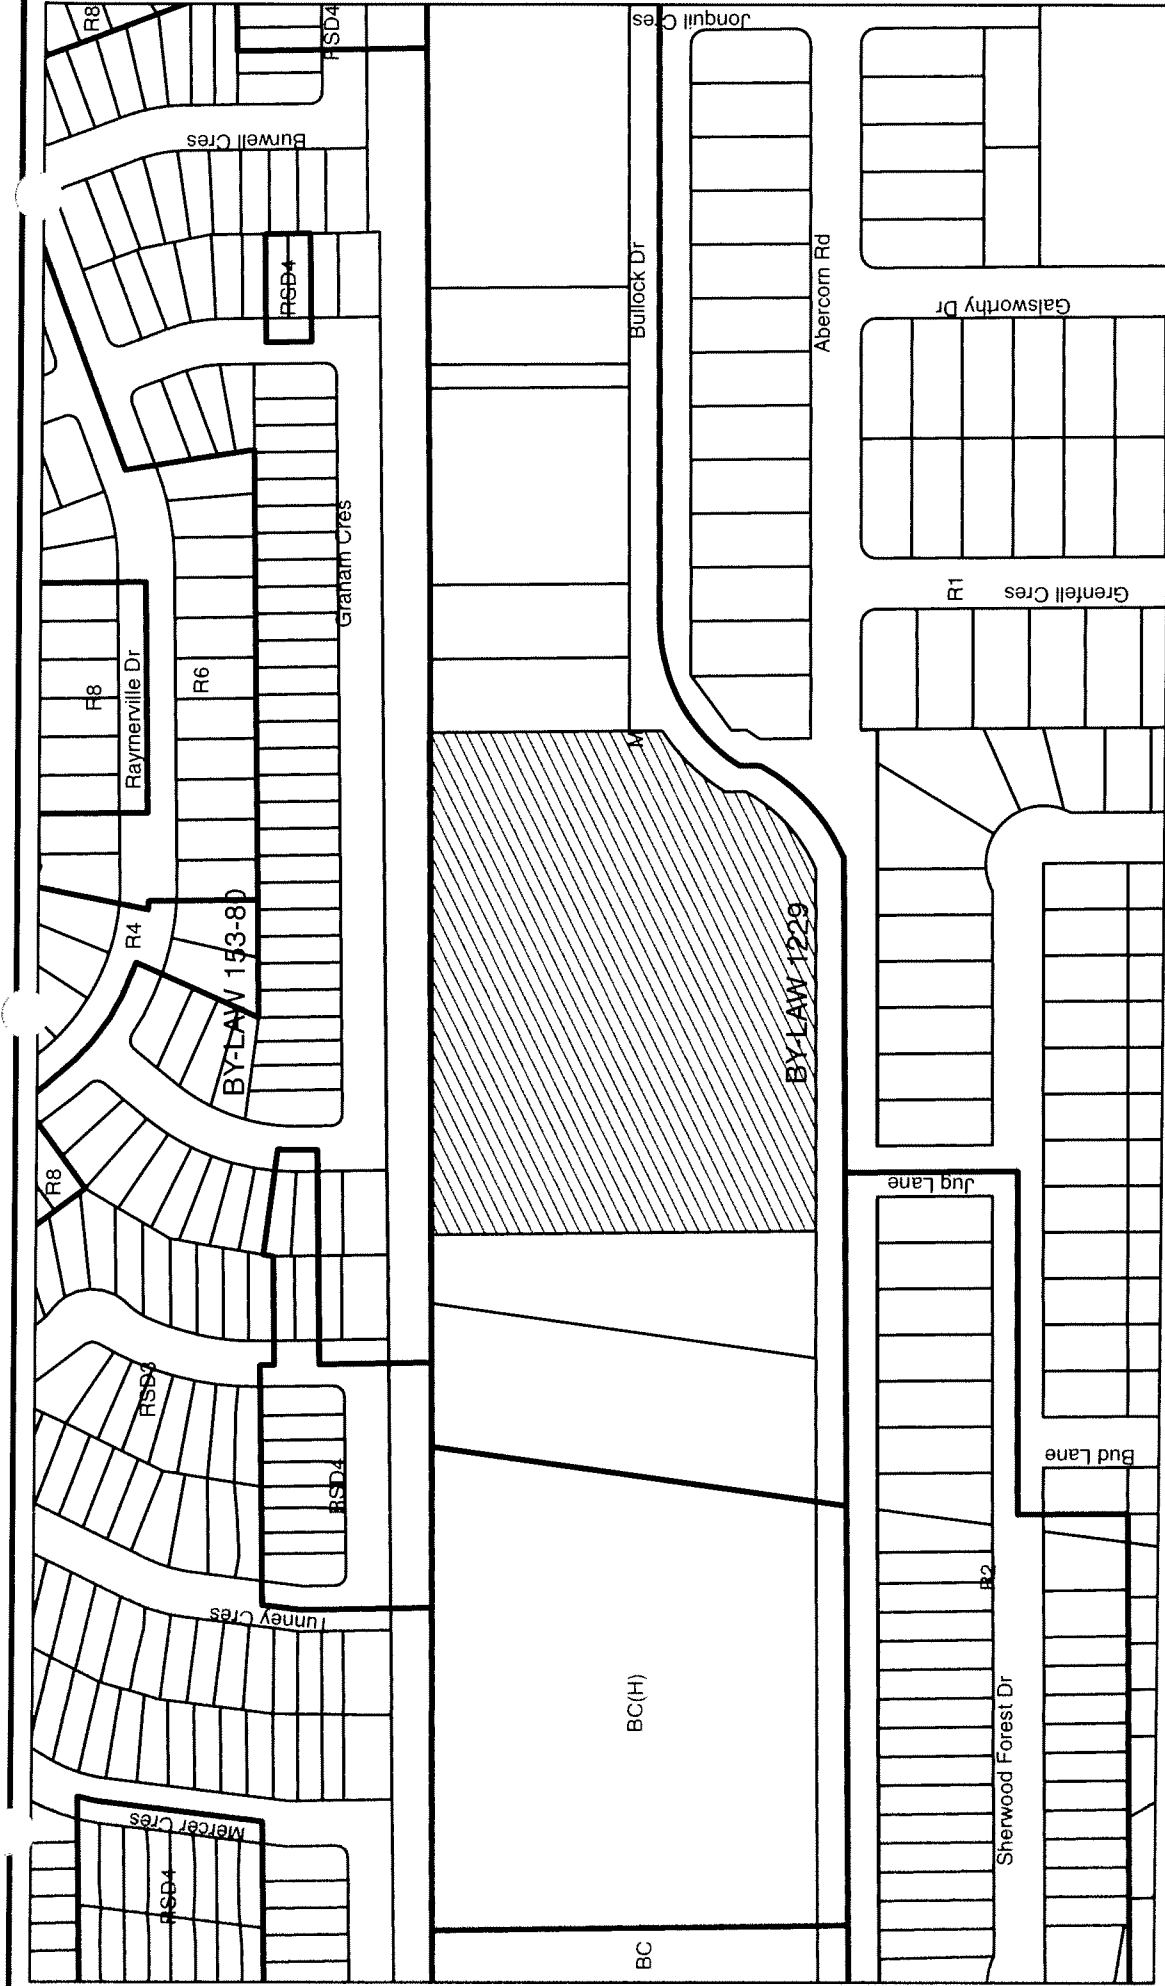 R8
RSD4
Jonquil Cres
Burwell Cres
RSD4
Bullock Dr
Abercorn Rd
Galsworthy Dr
Graham Cres
R1
Grenfell Cres
R8
Raymerville Dr
R6
M
R4
BY-LAW 153-80
BY-LAW 1229
R8
Jug Lane
RSD3
RSD4
Bud Lane
R2
Tunney Cres
BC(H)
Sherwood Forest Dr
Mercer Cres
RSD4
BC